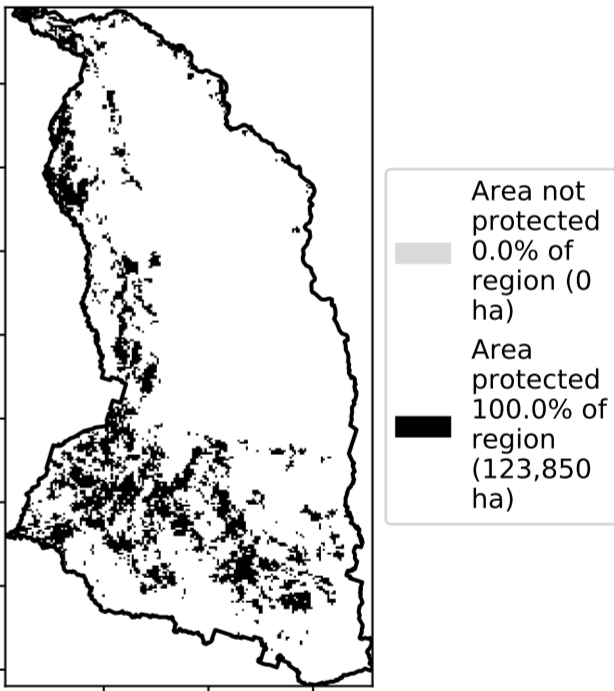 Area not
protected
0.0% of
region (0
ha)
Area
protected
100.0% of
region
(123,850
ha)